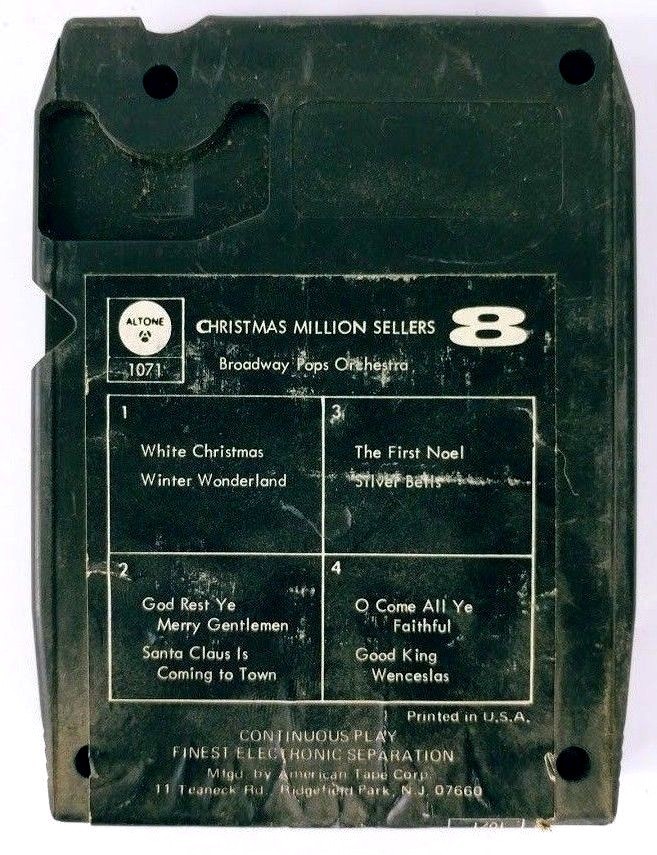 ALTONE
1071
CHRISTMAS MILLION SELLERS
8
Broadway Pops Orchestra
1
White Christmas
Winter Wonderland
3
The First Noel
Silver Bells
2
God Rest Ye
Merry Gentlemen
Santa Claus Is
Coming to Town
4
O Come All Ye
Faithful
Good King
Wenceslas
Printed in U.S.A.
CONTINUOUS PLAY
FINEST ELECTRONIC SEPARATION
Mfgd. by American Tape Corp.
11 Teaneck Rd. Ridgefield Park, N.J. 07660
1071